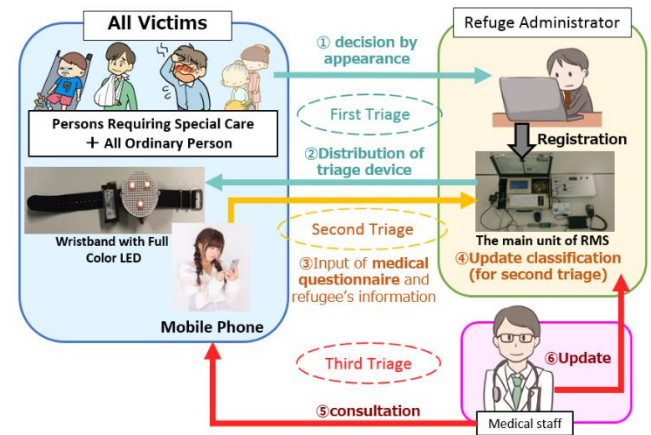 All Victims
Refuge Administrator
① decision by
appearance
First Triage
Persons Requiring Special Care
+ All Ordinary Person
Registration
②Distribution of
triage device
Wristband with Full
Color LED
Second Triage
The main unit of RMS
③Input of medical
questionnaire and
refugee's information
④Update classification
(for second triage)
Mobile Phone
Third Triage
⑥Update
⑤consultation
Medical staff